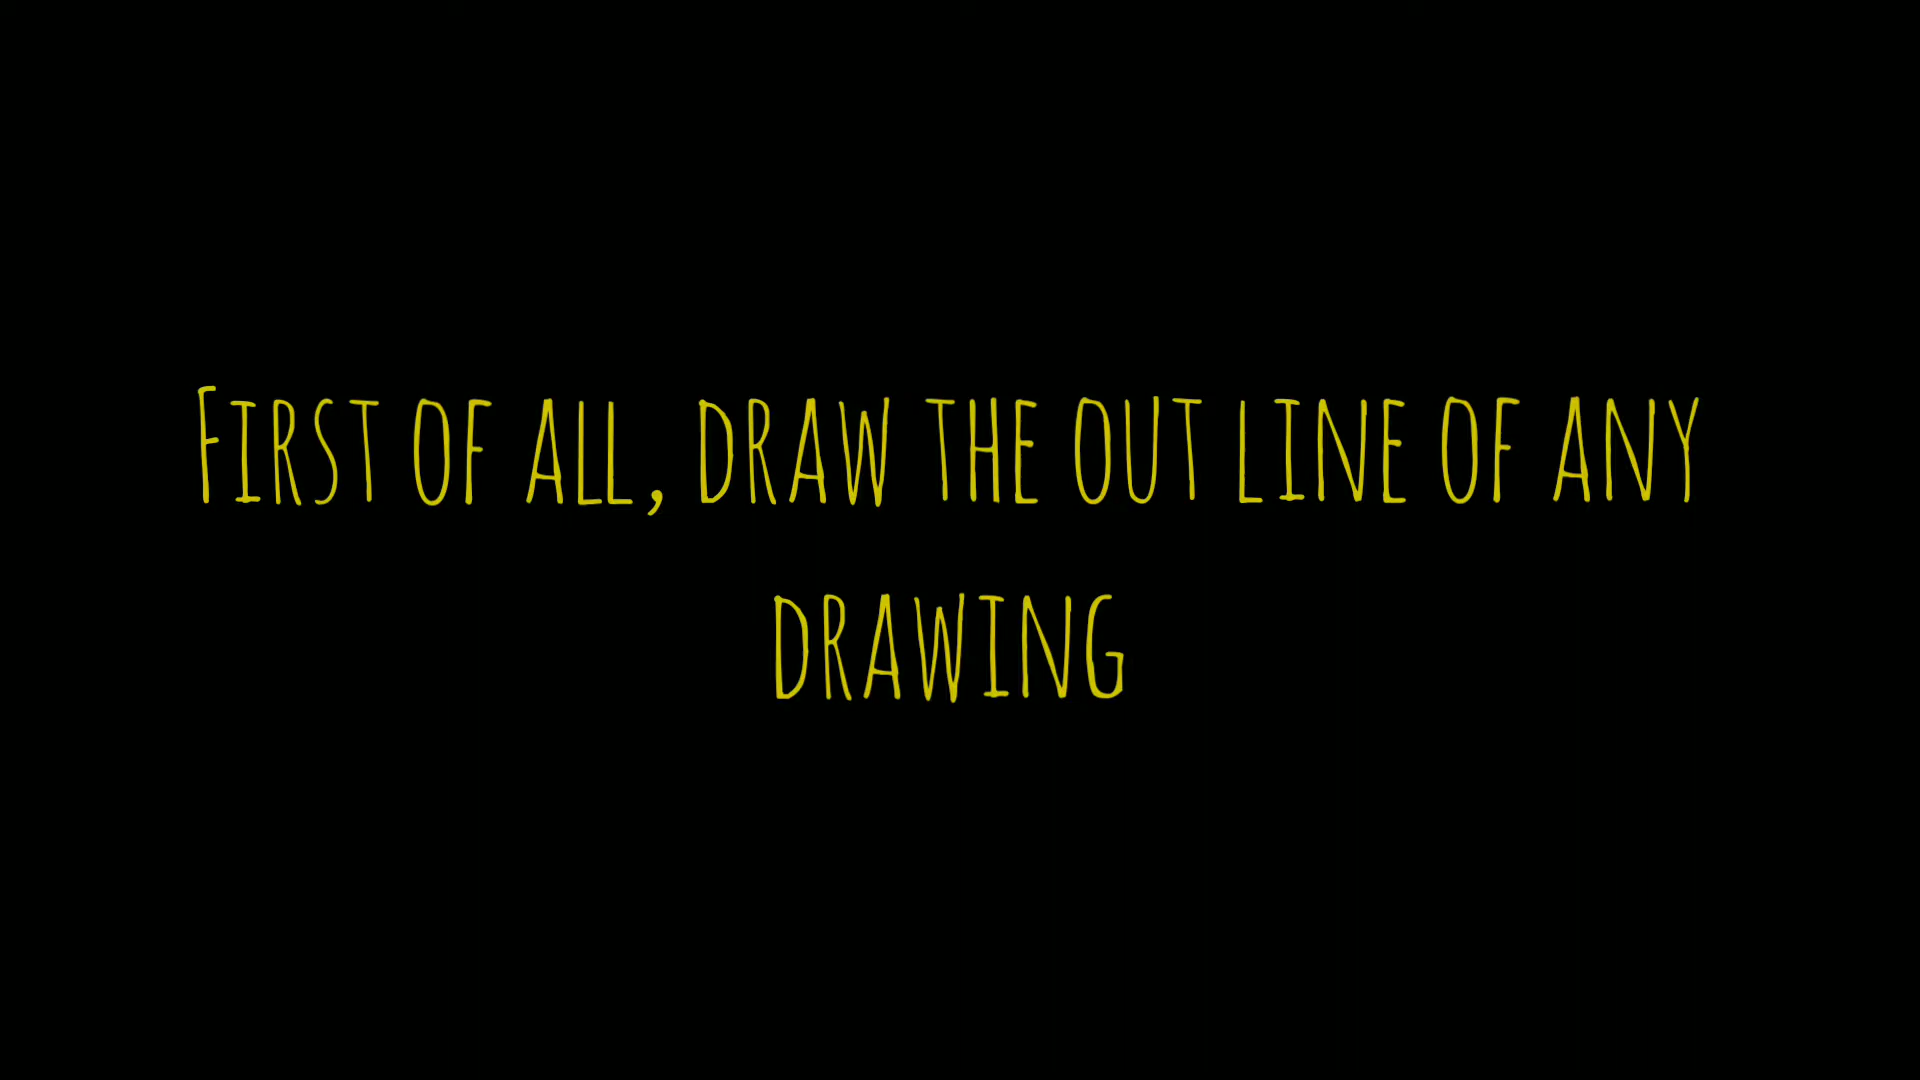 First of all, draw the out line of any
drawing